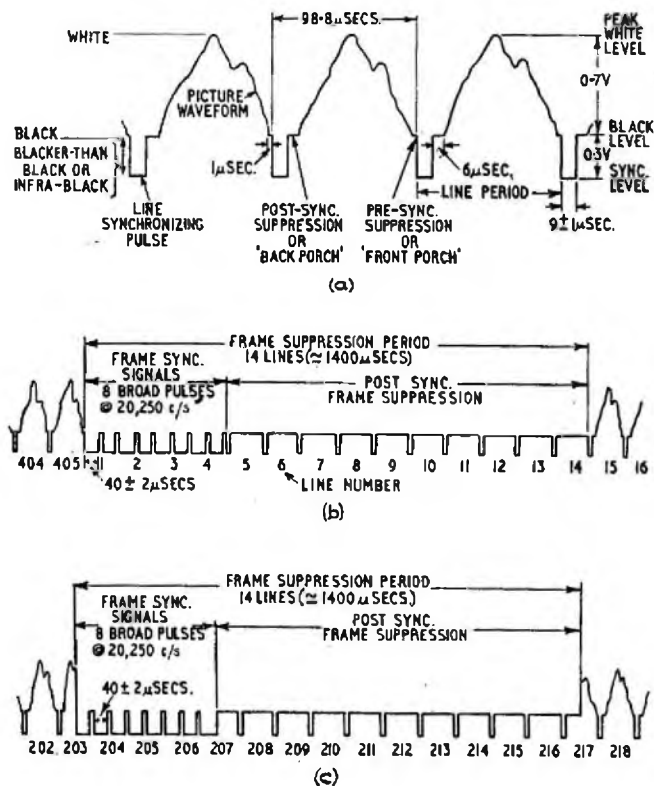 98·8μSECS.
WHITE
PEAK
WHITE
LEVEL
0·7V
PICTURE
WAVEFORM
BLACK
BLACK
LEVEL
BLACKER-THAN
BLACK OR
INFRA-BLACK
1μSEC.
6μSEC.
0·3V
SYNC.
LEVEL
LINE PERIOD
LINE
SYNCHRONIZING
PULSE
POST-SYNC.
SUPPRESSION
OR
'BACK PORCH'
PRE-SYNC.
SUPPRESSION
OR
'FRONT PORCH'
9±1μSEC.
(a)
FRAME SUPPRESSION PERIOD
14 LINES (≈1400μSECS)
FRAME SYNC.
SIGNALS
8 BROAD PULSES
@ 20,250 c/s
POST SYNC.
FRAME SUPPRESSION
404 405 1 2 3 4 5 6 7 8 9 10 11 12 13 14 15 16
40±2μSECS
LINE NUMBER
(b)
FRAME SUPPRESSION PERIOD
14 LINES (≃1400μSECS.)
FRAME SYNC.
SIGNALS
8 BROAD PULSES
@ 20,250 c/s
POST SYNC.
FRAME SUPPRESSION
40±2μSECS.
202 203 204 205 206 207 208 209 210 211 212 213 214 215 216 217 218
(c)